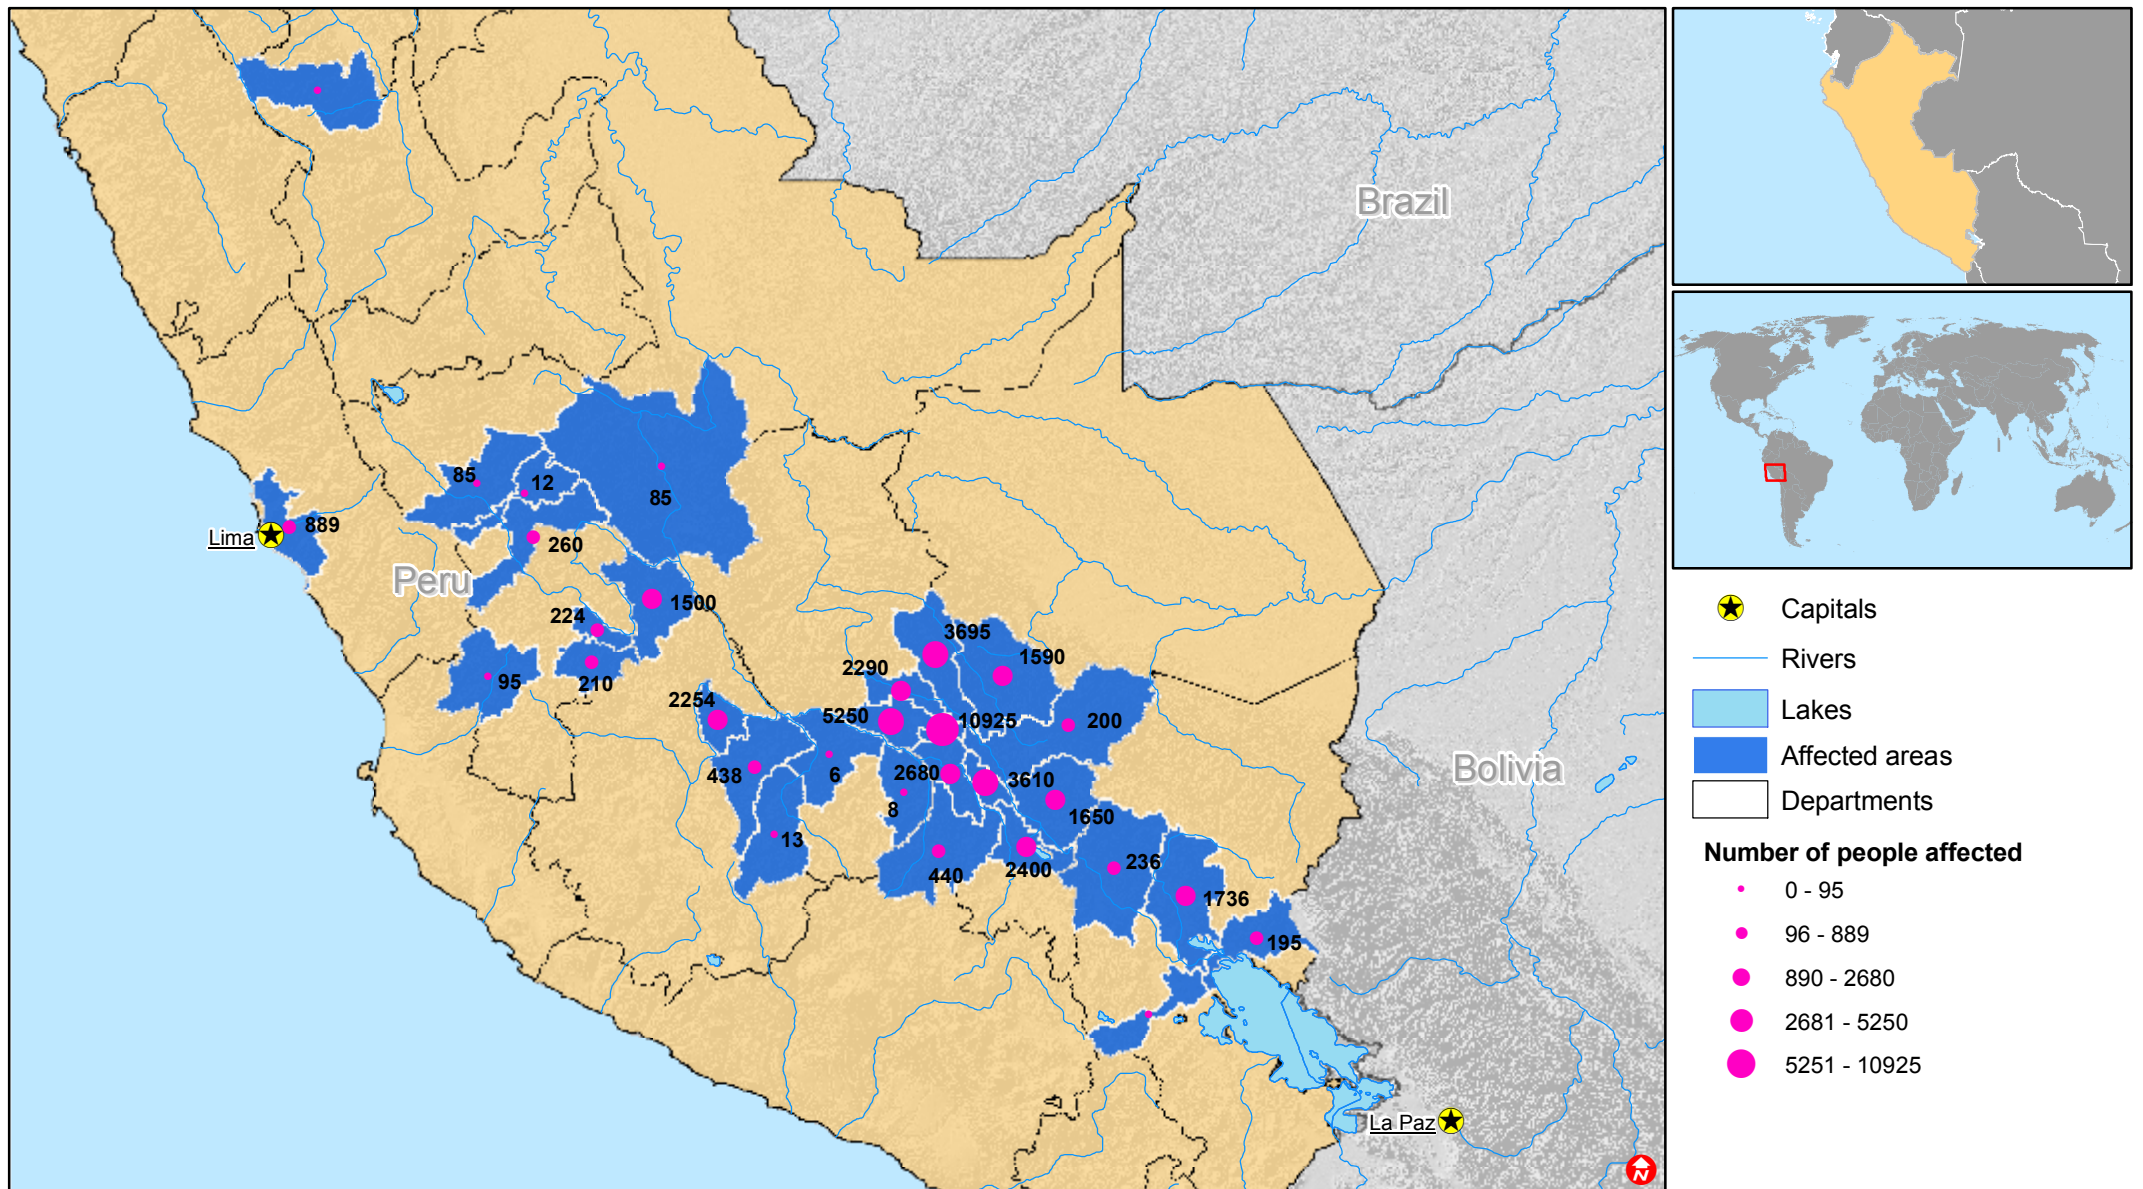 Brazil
85
12
85
889
Lima
260
Peru
1500
224
3695
1590
2290
95
210
2254
5250
10925
200
438
6
2680
3610
Bolivia
8
1650
13
236
440
2400
1736
195
La Paz
N
Capitals
Rivers
Lakes
Affected areas
Departments
Number of people affected
0 - 95
96 - 889
890 - 2680
2681 - 5250
5251 - 10925